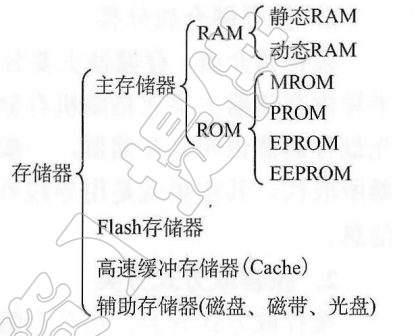 静态RAM
RAM
动态RAM
主存储器
MROM
PROM
ROM
EPROM
EEPROM
存储器
Flash存储器
高速缓冲存储器(Cache)
辅助存储器(磁盘、磁带、光盘)